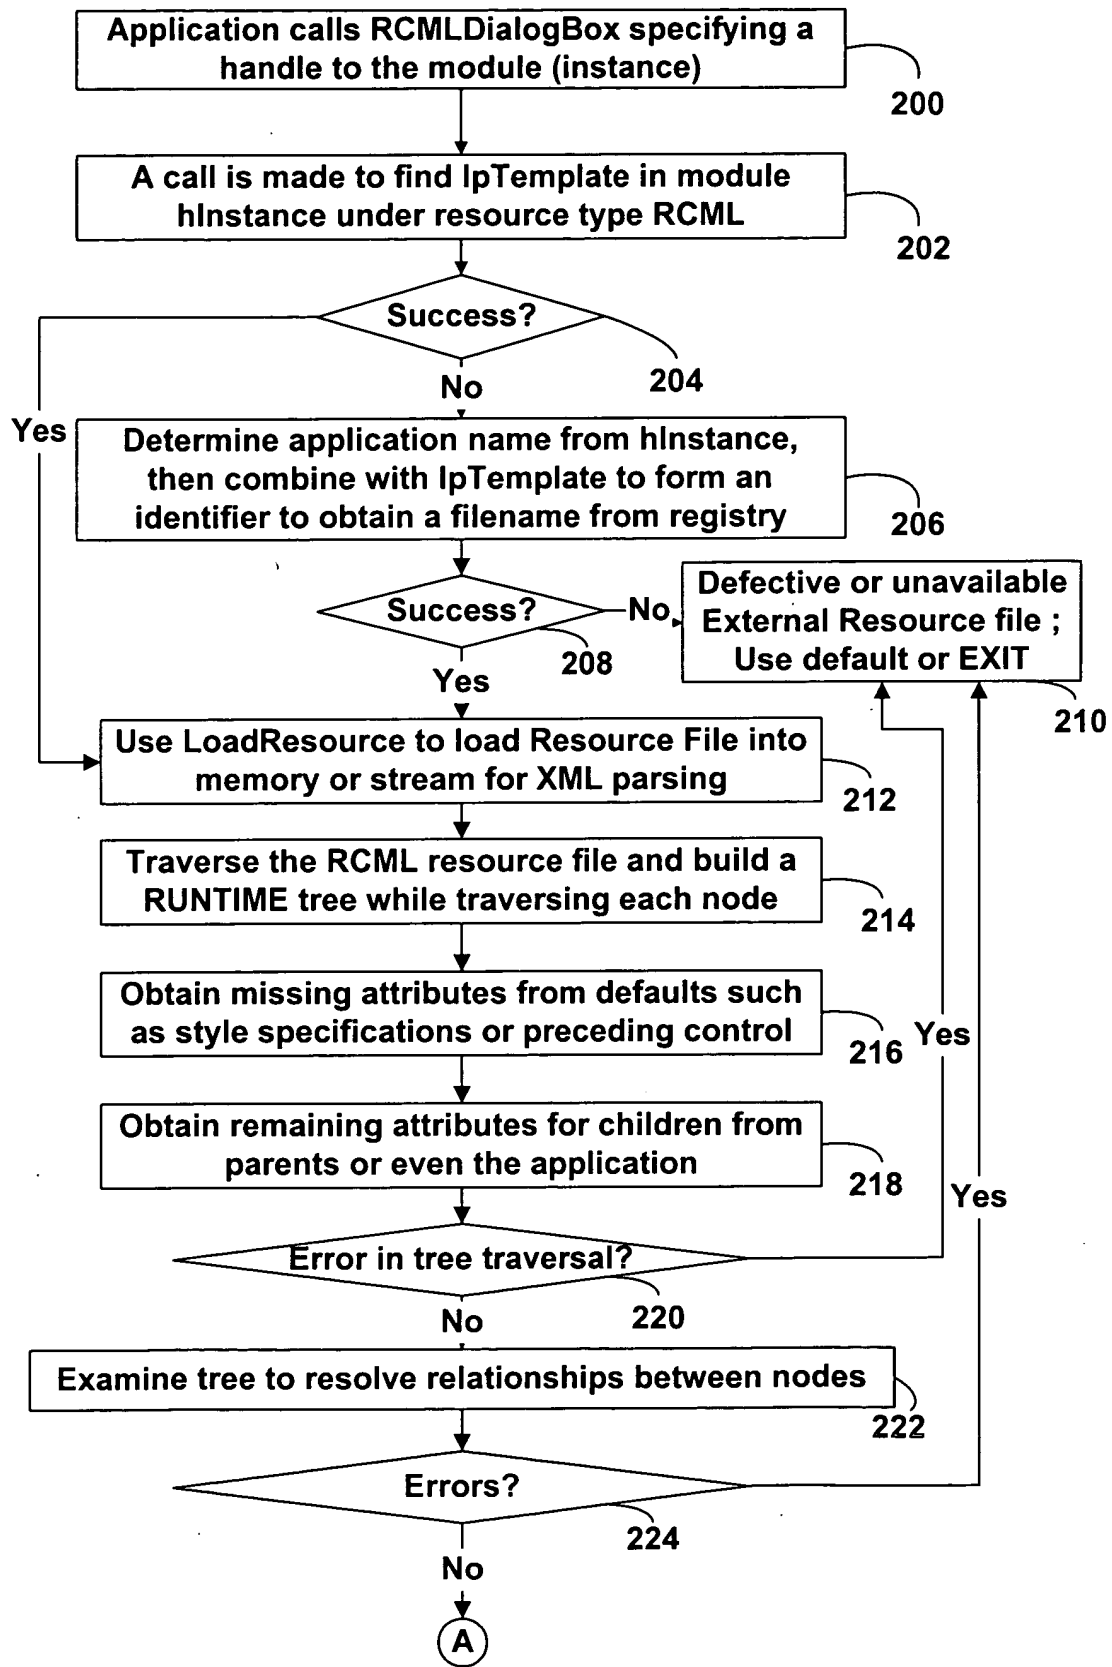 Application calls RCMLDialogBox specifying a
handle to the module (instance)
200
A call is made to find lpTemplate in module
hInstance under resource type RCML
202
Success?
204
No
Yes
Determine application name from hInstance,
then combine with lpTemplate to form an
identifier to obtain a filename from registry
206
Success?
No
208
Defective or unavailable
External Resource file ;
Use default or EXIT
210
Yes
Use LoadResource to load Resource File into
memory or stream for XML parsing
212
Traverse the RCML resource file and build a
RUNTIME tree while traversing each node
214
Obtain missing attributes from defaults such
as style specifications or preceding control
216
Yes
Obtain remaining attributes for children from
parents or even the application
218
Yes
Error in tree traversal?
220
No
Examine tree to resolve relationships between nodes
222
Errors?
224
No
A